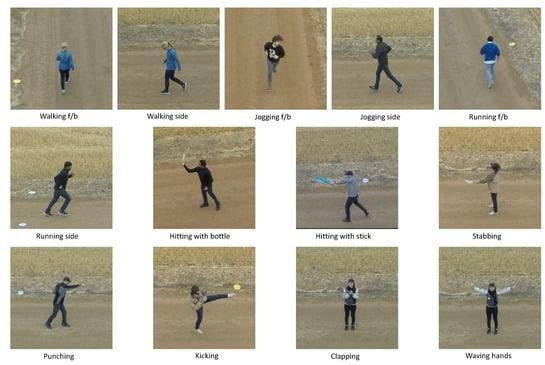 Walking f/b
Walking side
Jogging f/b
Jogging side
Running f/b
Running side
Hitting with bottle
Hitting with stick
Stabbing
Punching
Kicking
Clapping
Waving hands